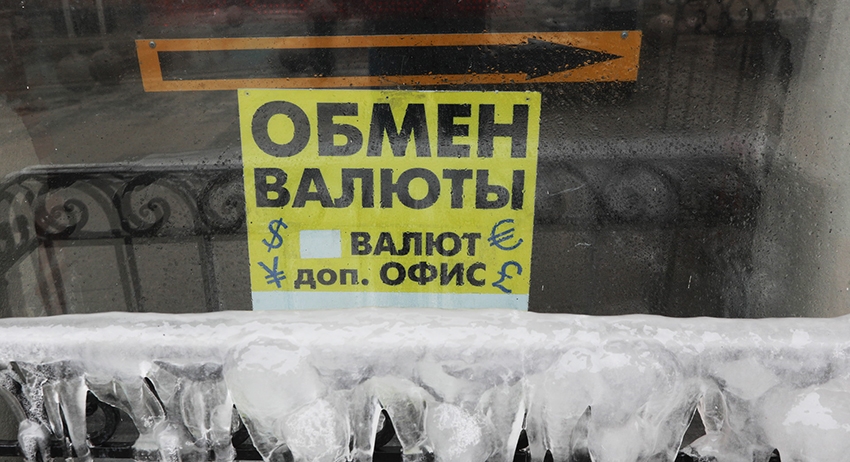 ОБМЕН
ВАЛЮТЫ
$ ВАЛЮТ €
¥ доп. ОФИС £